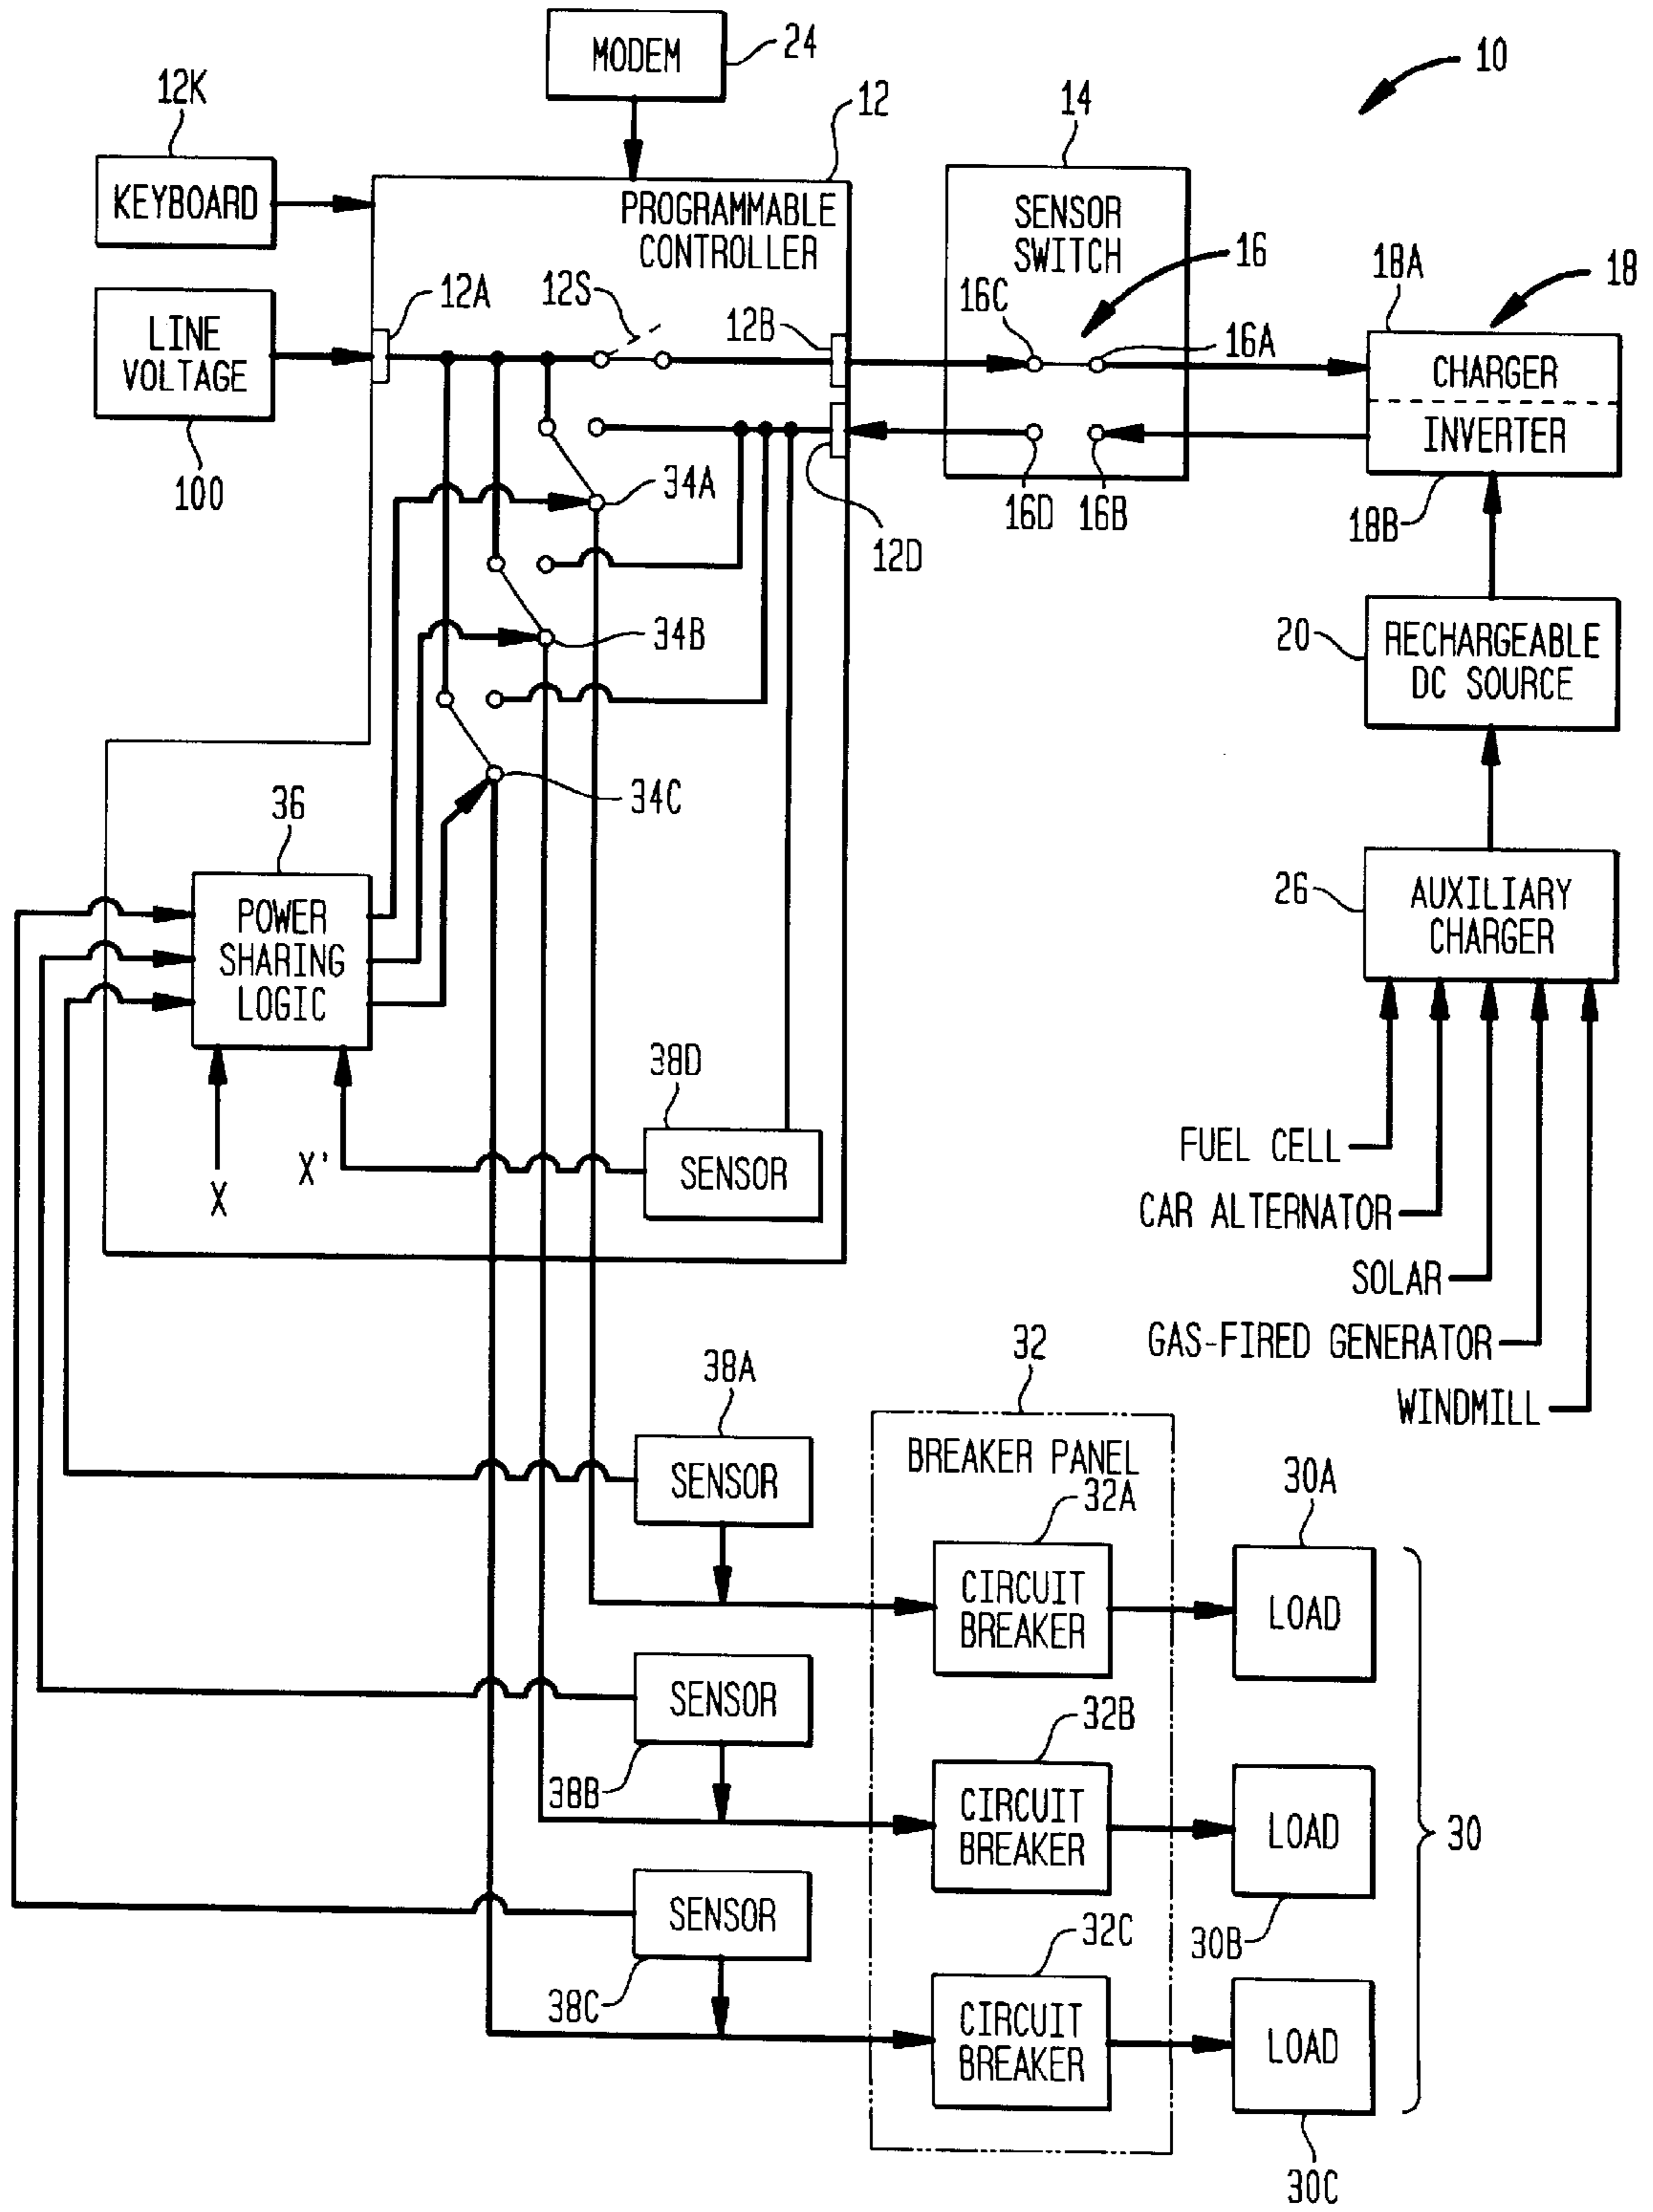 MODEM
24
10
12K
12
14
KEYBOARD
PROGRAMMABLE
CONTROLLER
SENSOR
SWITCH
16
18A
18
LINE
VOLTAGE
12A
12S
12B
16C
16A
CHARGER
INVERTER
100
34A
12D
16D
16B
18B
34B
20
RECHARGEABLE
DC SOURCE
34C
36
POWER
SHARING
LOGIC
26
AUXILIARY
CHARGER
38D
SENSOR
X
X'
FUEL CELL
CAR ALTERNATOR
SOLAR
GAS-FIRED GENERATOR
WINDMILL
38A
SENSOR
32
BREAKER PANEL
32A
CIRCUIT
BREAKER
30A
LOAD
SENSOR
38B
32B
CIRCUIT
BREAKER
LOAD
30B
30
SENSOR
38C
32C
CIRCUIT
BREAKER
LOAD
30C